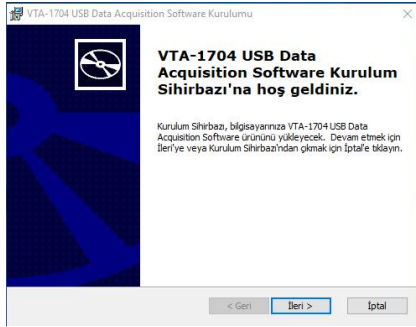 VTA-1704 USB Data Acquisition Software Kurulumu
VTA-1704 USB Data
Acquisition Software Kurulum
Sihirbazı'na hoş geldiniz.
Kurulum Sihirbazı, bilgisayarınıza VTA-1704 USB Data
Acquisition Software ürününü yükleyecek. Devam etmek için
İleri'ye veya Kurulum Sihirbazı'ndan çıkmak için İptal'e tıklayın.
< Geri
İleri >
İptal